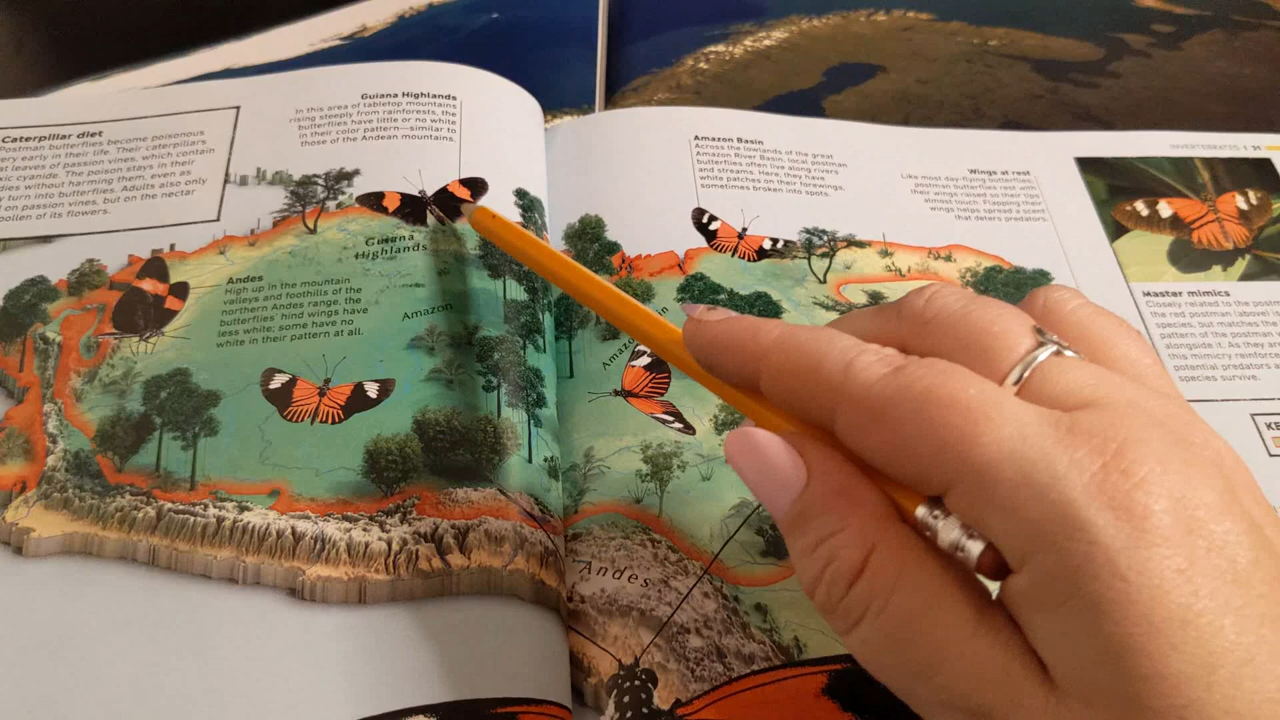 Caterpillar diet
Postman butterflies become poisonous
very early in their life. Their caterpillars
eat leaves of passion vines, which contain
toxic cyanide. The poison stays in their
bodies without harming them, even as
turn into butterflies. Adults also only
on passion vines, but on the nectar
pollen of its flowers.
Guiana Highlands
In this area of tabletop mountains
rising steeply from rainforests, the
butterflies have little or no white
in their color pattern—similar to
those of the Andean mountains.
Guiana
Highlands
Andes
High up in the mountain
valleys and foothills of the
northern Andes range, the
butterflies' hind wings have
less white; some have no
white in their pattern at all.
Amazon
Amazon Basin
Across the lowlands of the great
Amazon River Basin, local postman
butterflies often live along rivers
and streams. Here, they have
white patches on their forewings,
sometimes broken into spots.
Andes
INVERTEBRATES
Wings at rest
Like most day-flying butterflies,
postman butterflies rest with
their wings raised so their tips
almost touch. Flapping their
wings helps spread a scent
that deters predators.
Master mimics
Closely related to the postm
the red postman (above) i
species, but matches the
pattern of the postman
alongside it. As they are
this mimicry reinforce
potential predators a
species survive.
KE